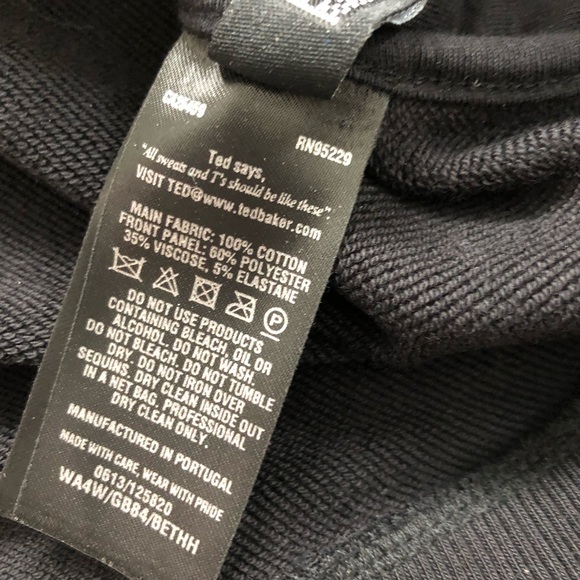 RN95229
Ted says,
"All sweats and T's should be like these".
VISIT TED@www.tedbaker.com
MAIN FABRIC: 100% COTTON
FRONT PANEL: 60% POLYESTER
35% VISCOSE, 5% ELASTANE
P
DO NOT USE PRODUCTS
CONTAINING BLEACH, OIL OR
ALCOHOL. DO NOT WASH.
DO NOT BLEACH. DO NOT TUMBLE
DRY. DO NOT IRON OVER
SEQUINS. DRY CLEAN INSIDE OUT
IN A NET BAG. PROFESSIONAL
DRY CLEAN ONLY.
MANUFACTURED IN PORTUGAL
MADE WITH CARE, WEAR WITH PRIDE
0613/125820
WA4W/GB84/BETHH